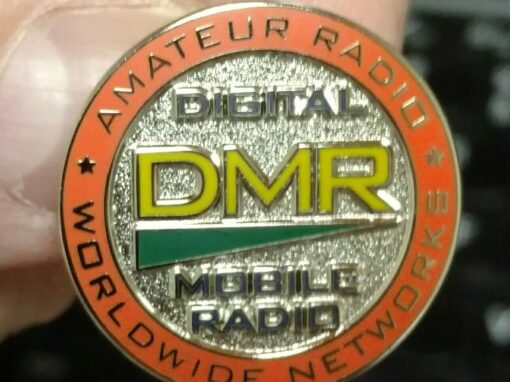 AMATEUR RADIO
DIGITAL
DMR
MOBiLE
RADIO
WORLDWIDE NETWORKS